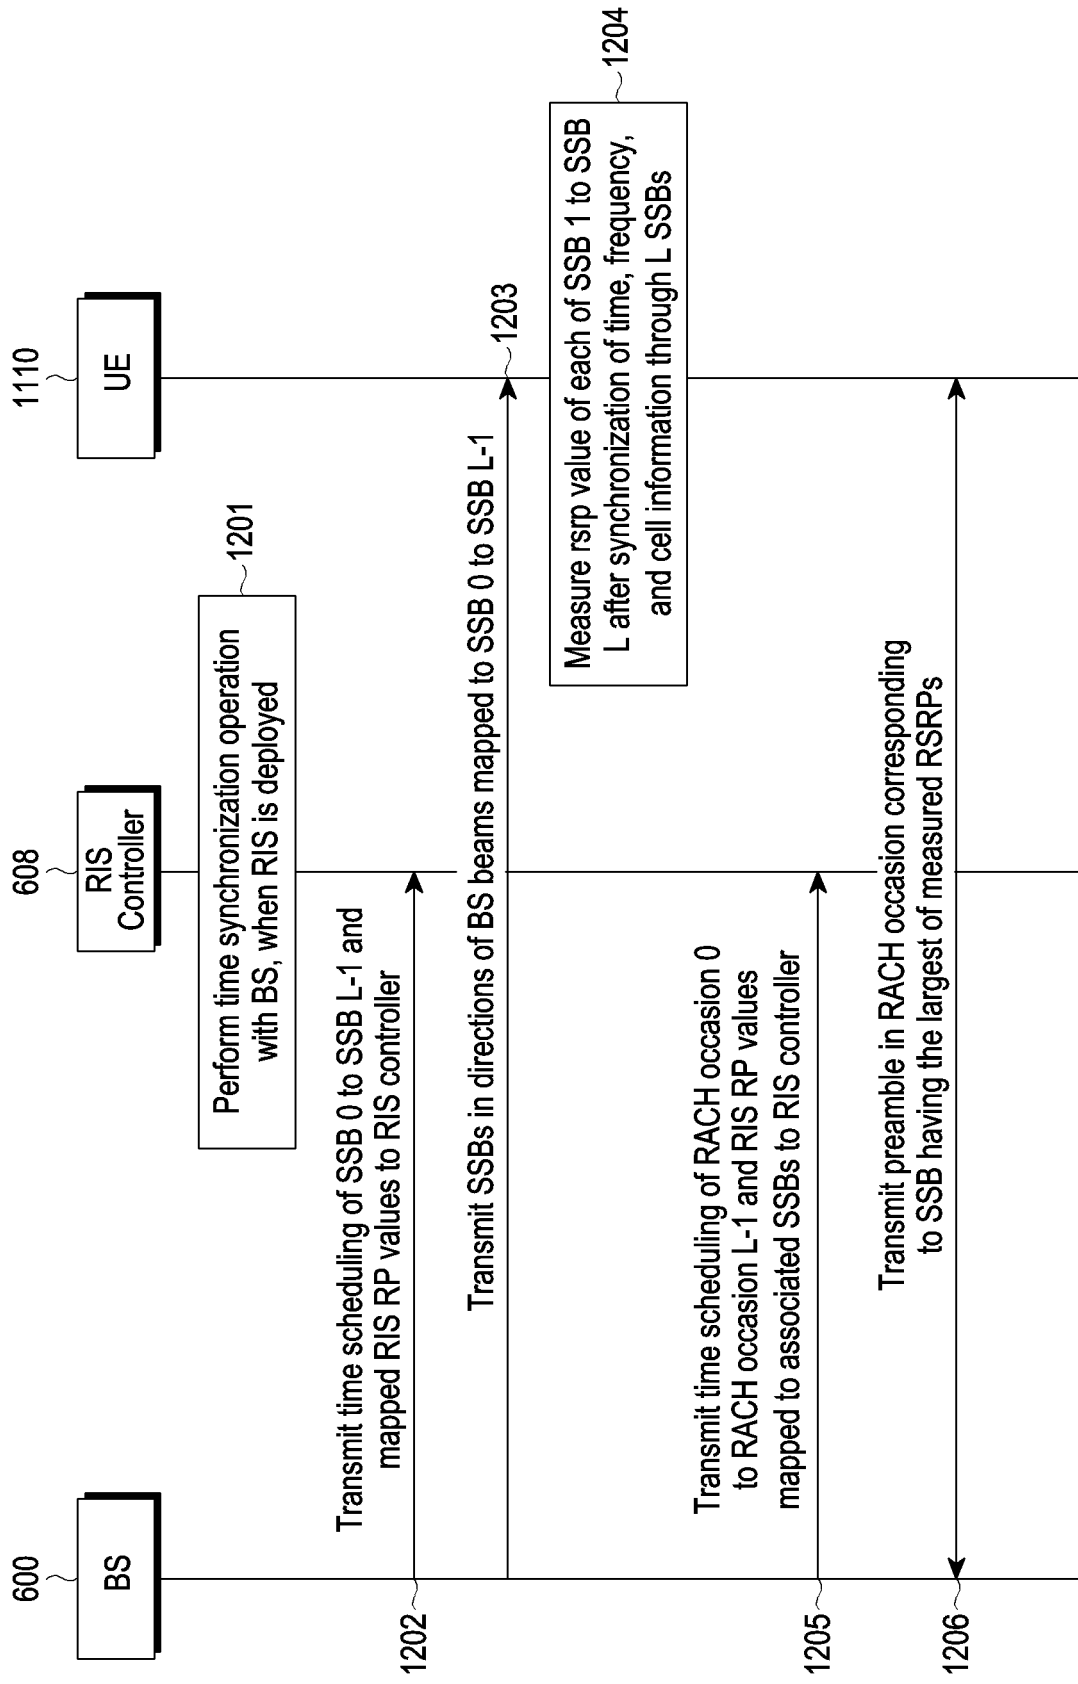 600
BS
608
RIS
Controller
1110
UE
Perform time synchronization operation
with BS, when RIS is deployed
1201
Transmit time scheduling of SSB 0 to SSB L-1 and
mapped RIS RP values to RIS controller
1202
Transmit SSBs in directions of BS beams mapped to SSB 0 to SSB L-1
1203
Measure rsrp value of each of SSB 1 to SSB
L after synchronization of time, frequency,
and cell information through L SSBs
1204
Transmit time scheduling of RACH occasion 0
to RACH occasion L-1 and RIS RP values
mapped to associated SSBs to RIS controller
1205
Transmit preamble in RACH occasion corresponding
to SSB having the largest of measured RSRPs
1206